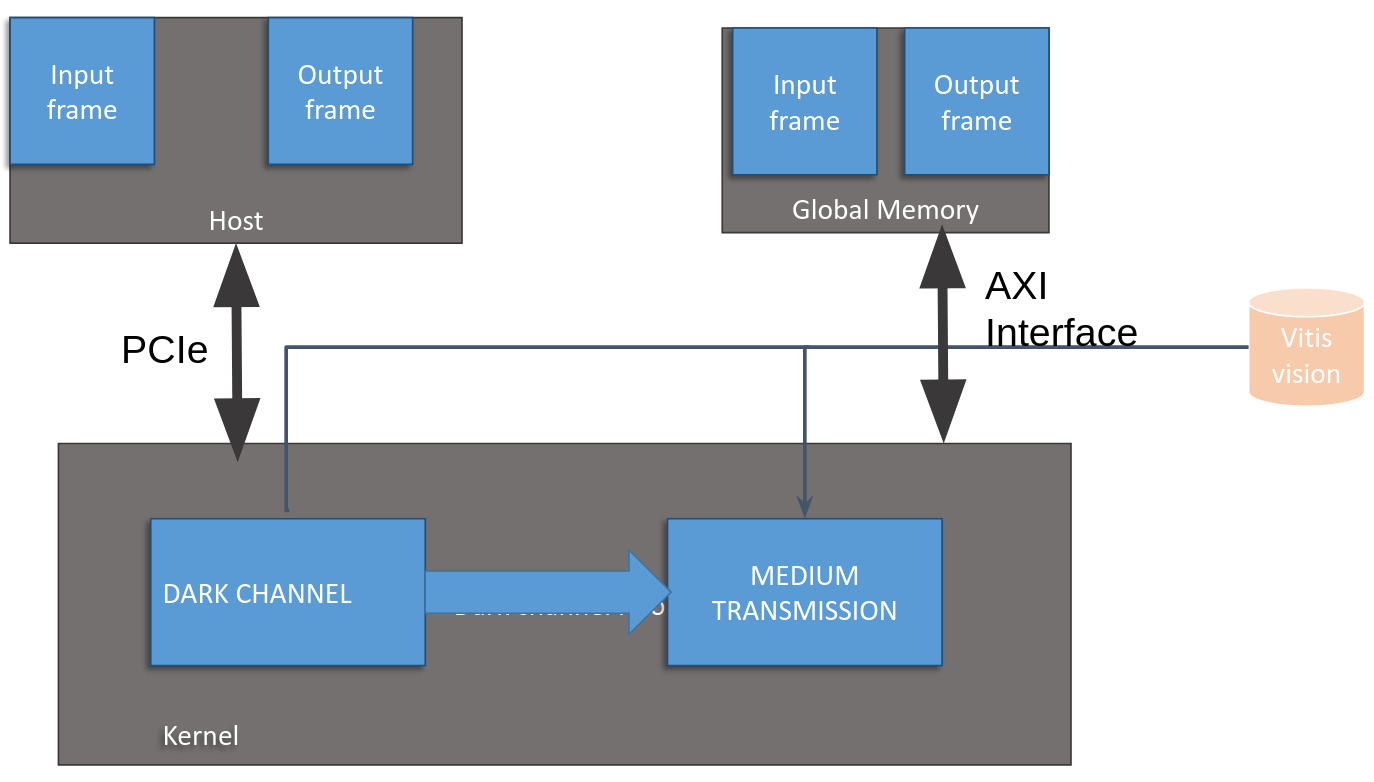 Input
frame
Output
frame
Host
Input
frame
Output
frame
Global Memory
PCIe
AXI
Interface
Vitis
vision
DARK CHANNEL
MEDIUM
TRANSMISSION
Kernel